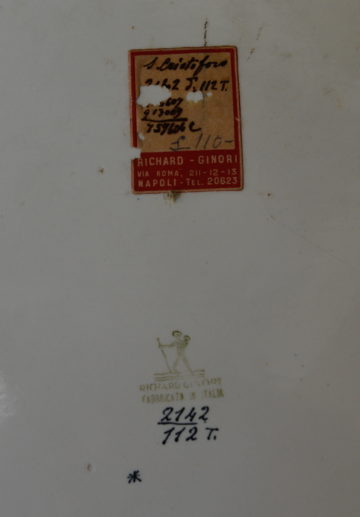 S. Cristoforo
2142 S. 112 T.
£ 110-
RICHARD - GINORI
VIA ROMA, 211-12-13
NAPOLI - TEL. 20623
RICHARD GINORI
FABBRICATA IN ITALIA
2142
112 T.
*